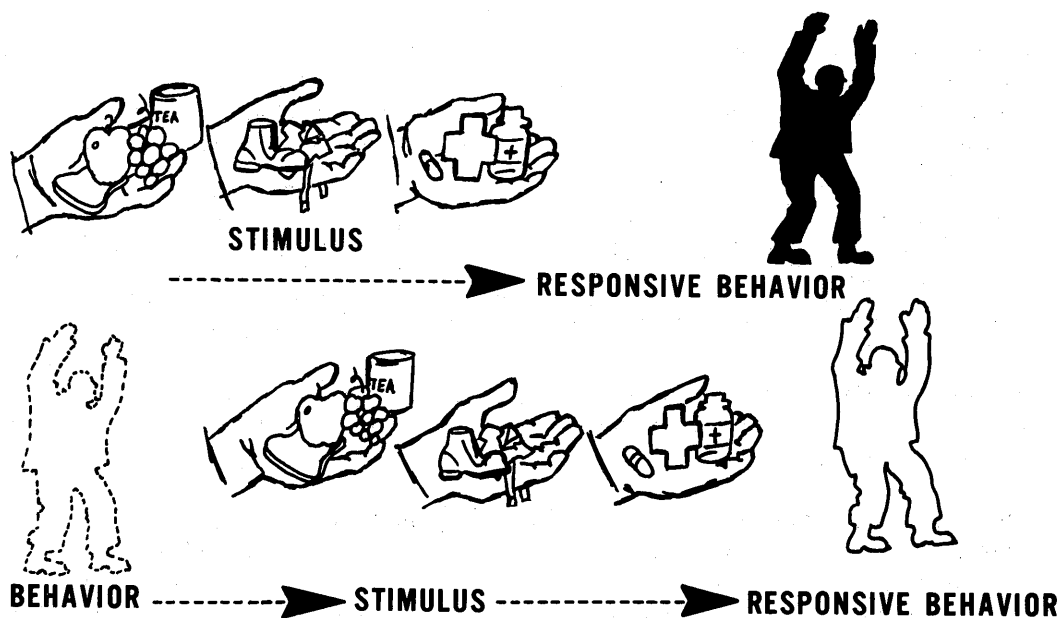 TEA
STIMULUS
RESPONSIVE BEHAVIOR
TEA
BEHAVIOR
STIMULUS
RESPONSIVE BEHAVIOR